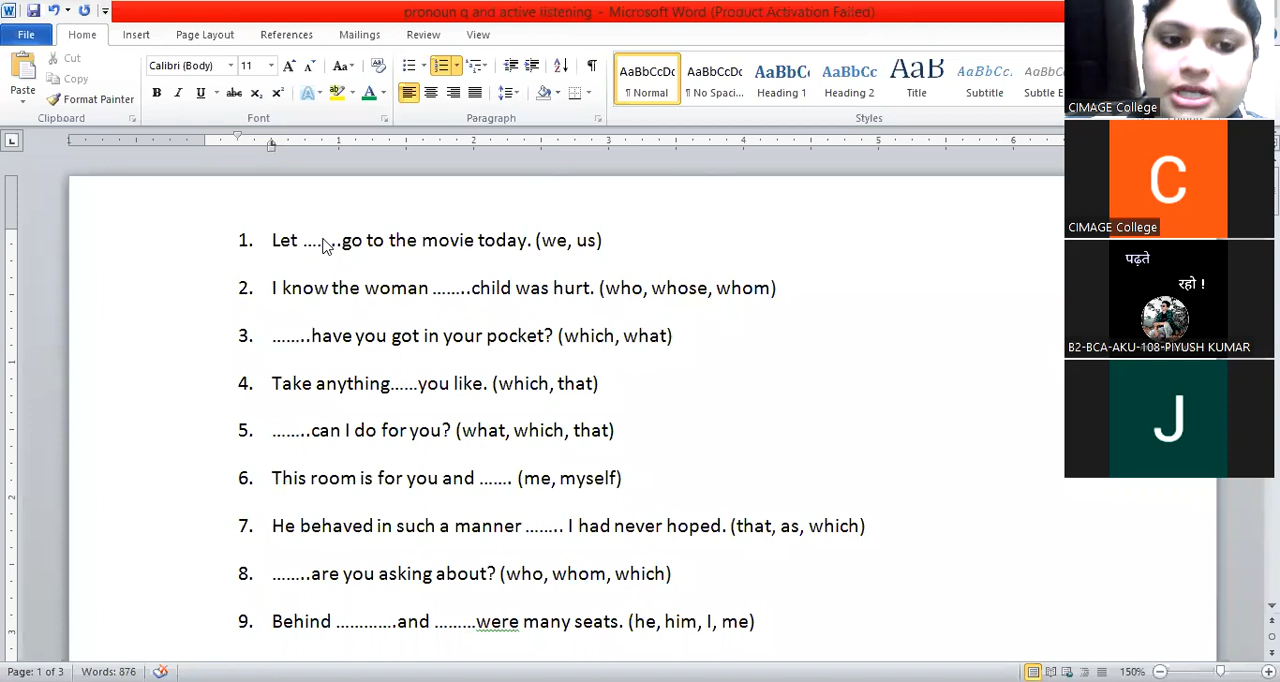 pronoun q and active listening - Microsoft Word (Product Activation Failed)
File Home Insert Page Layout References Mailings Review View
Cut
Copy
Format Painter
Paste
Clipboard
Calibri (Body) 11
Font
Paragraph
AaBbCcDc AaBbCcDc AaBbC AaBbCc AaB AaBbCc. AaBbCc
¶ Normal ¶ No Spaci... Heading 1 Heading 2 Title Subtitle Subtle E
Styles
1. Let ........go to the movie today. (we, us)
2. I know the woman ........child was hurt. (who, whose, whom)
3. ........have you got in your pocket? (which, what)
4. Take anything......you like. (which, that)
5. ........can I do for you? (what, which, that)
6. This room is for you and ....... (me, myself)
7. He behaved in such a manner ........ I had never hoped. (that, as, which)
8. ........are you asking about? (who, whom, which)
9. Behind .............and .........were many seats. (he, him, I, me)
Page: 1 of 3 Words: 876 150%
CIMAGE College
C
CIMAGE College
पढ़ते
रहो !
B2-BCA-AKU-108-PIYUSH KUMAR
J